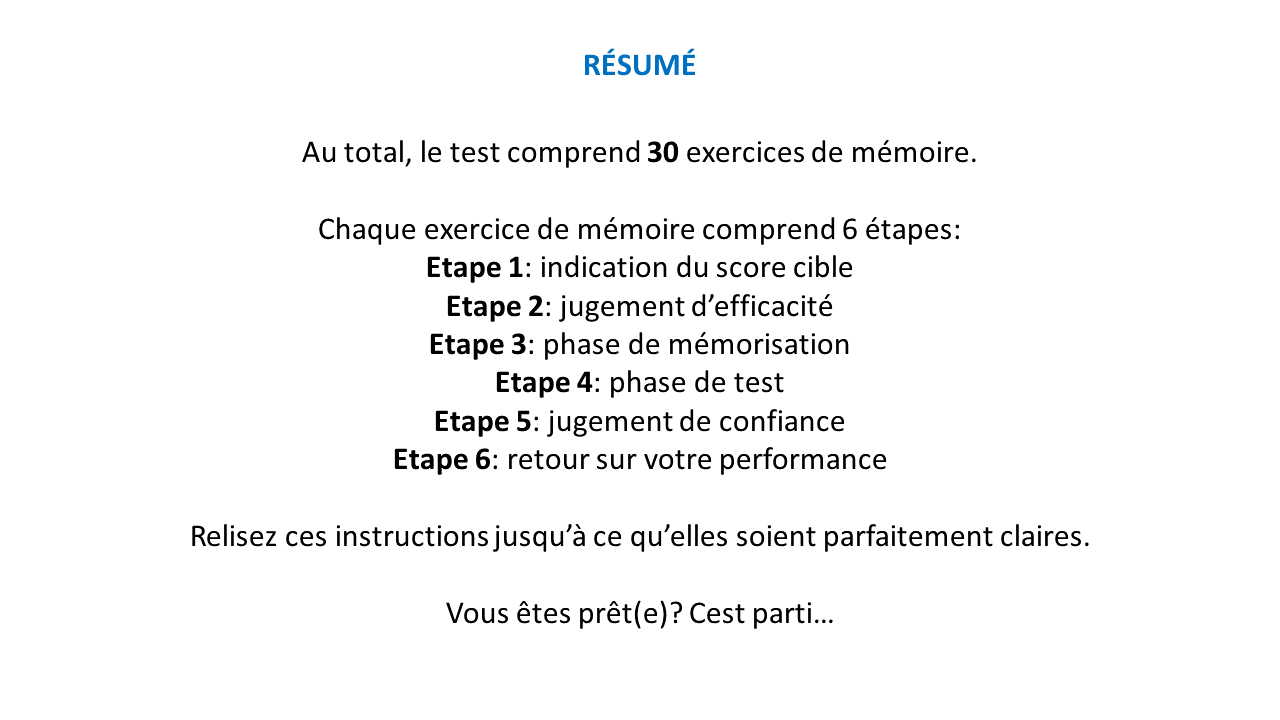 RÉSUMÉ
Au total, le test comprend 30 exercices de mémoire.
Chaque exercice de mémoire comprend 6 étapes:
Etape 1: indication du score cible
Etape 2: jugement d’efficacité
Etape 3: phase de mémorisation
Etape 4: phase de test
Etape 5: jugement de confiance
Etape 6: retour sur votre performance
Relisez ces instructions jusqu’à ce qu’elles soient parfaitement claires.
Vous êtes prêt(e)? Cest parti…